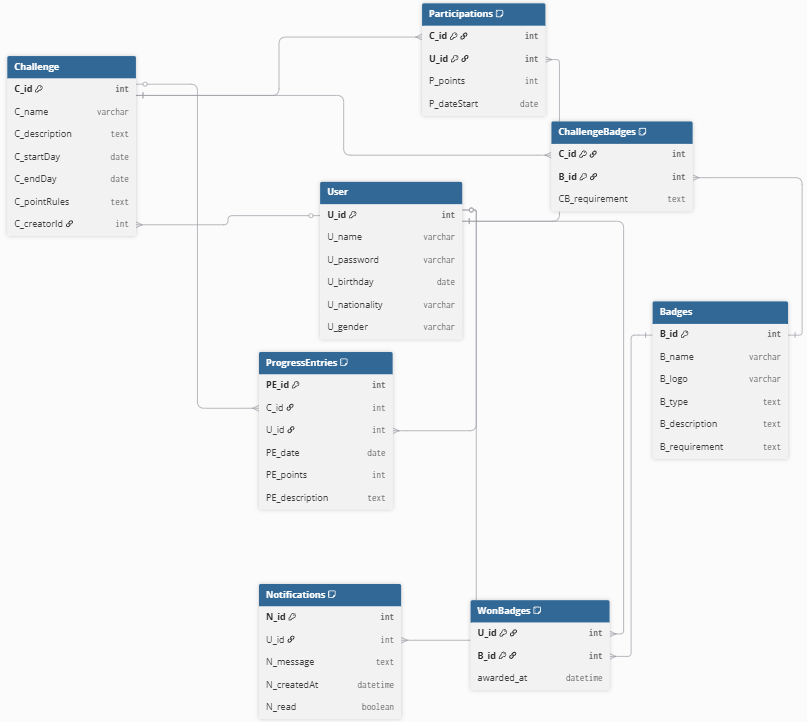 Participations
C_id int
U_id int
P_points int
P_dateStart date
Challenge
C_id int
C_name varchar
C_description text
C_startDay date
C_endDay date
C_pointRules text
C_creatorId int
ChallengeBadges
C_id int
B_id int
CB_requirement text
User
U_id int
U_name varchar
U_password varchar
U_birthday date
U_nationality varchar
U_gender varchar
Badges
B_id int
B_name varchar
B_logo varchar
B_type text
B_description text
B_requirement text
ProgressEntries
PE_id int
C_id int
U_id int
PE_date date
PE_points int
PE_description text
Notifications
N_id int
U_id int
N_message text
N_createdAt datetime
N_read boolean
WonBadges
U_id int
B_id int
awarded_at datetime